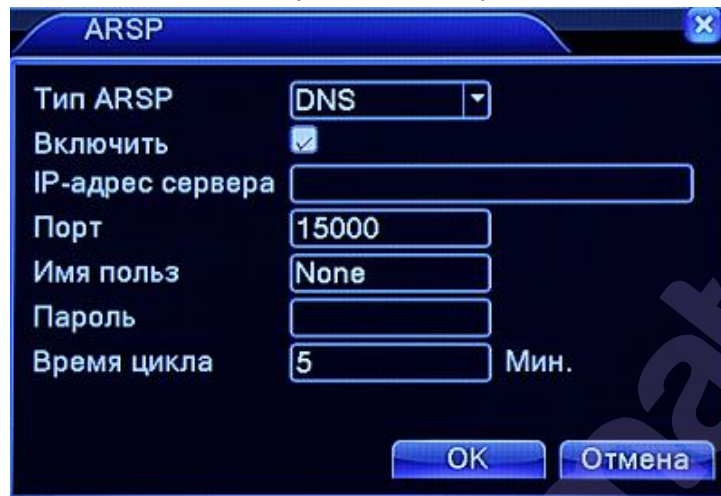 ARSP
Тип ARSP DNS
Включить
IP-адрес сервера
Порт 15000
Имя польз None
Пароль
Время цикла 5 Мин.
OK Отмена